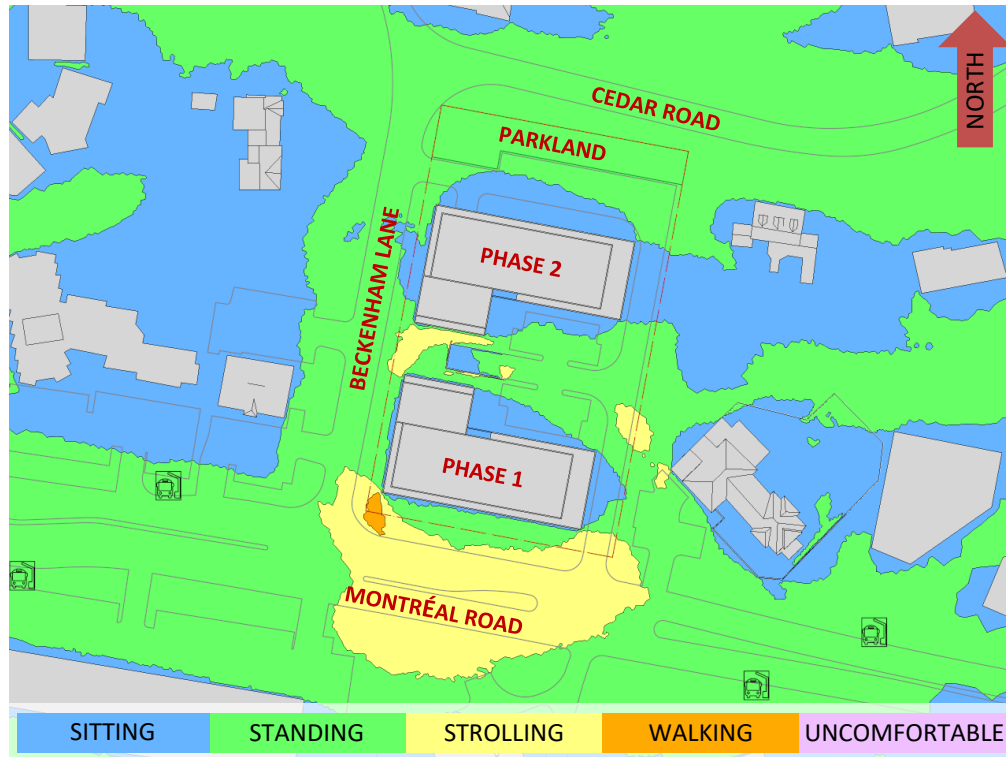 NORTH
CEDAR ROAD
PARKLAND
BECKENHAM LANE
PHASE 2
PHASE 1
MONTRÉAL ROAD
SITTING
STANDING
STROLLING
WALKING
UNCOMFORTABLE